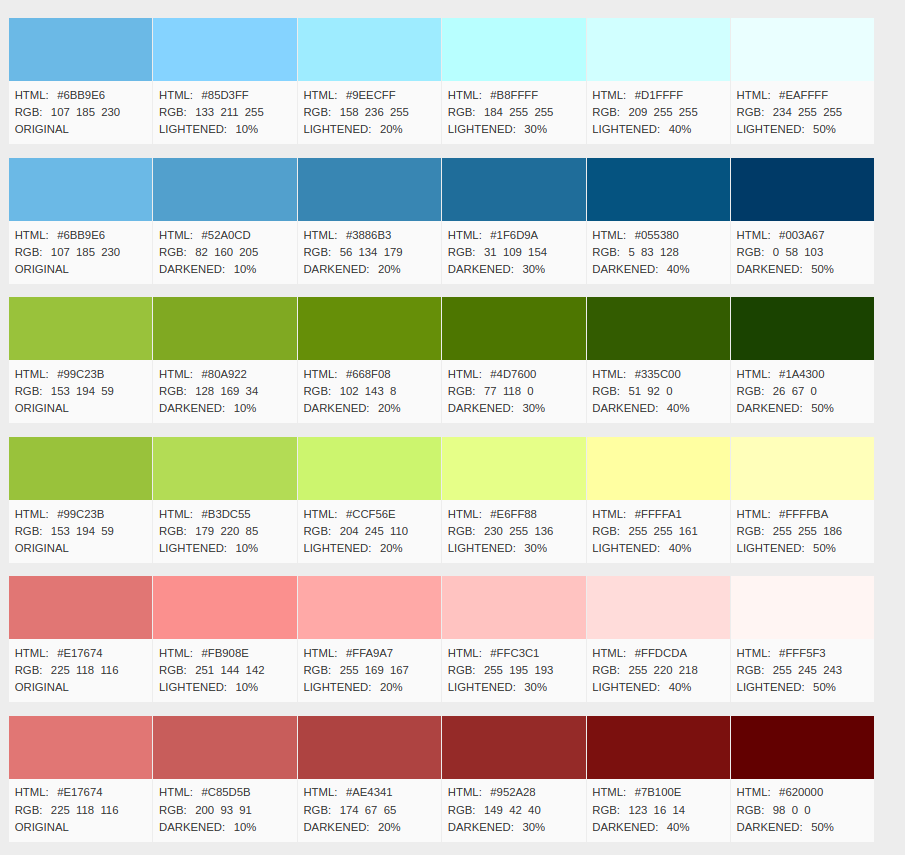 HTML: #6BB9E6 HTML: #85D3FF HTML: #9EECFF HTML: #B8FFFF HTML: #D1FFFF HTML: #EAFFFF
RGB: 107 185 230 RGB: 133 211 255 RGB: 158 236 255 RGB: 184 255 255 RGB: 209 255 255 RGB: 234 255 255
ORIGINAL LIGHTENED: 10% LIGHTENED: 20% LIGHTENED: 30% LIGHTENED: 40% LIGHTENED: 50%
HTML: #6BB9E6 HTML: #52A0CD HTML: #3886B3 HTML: #1F6D9A HTML: #055380 HTML: #003A67
RGB: 107 185 230 RGB: 82 160 205 RGB: 56 134 179 RGB: 31 109 154 RGB: 5 83 128 RGB: 0 58 103
ORIGINAL DARKENED: 10% DARKENED: 20% DARKENED: 30% DARKENED: 40% DARKENED: 50%
HTML: #99C23B HTML: #80A922 HTML: #668F08 HTML: #4D7600 HTML: #335C00 HTML: #1A4300
RGB: 153 194 59 RGB: 128 169 34 RGB: 102 143 8 RGB: 77 118 0 RGB: 51 92 0 RGB: 26 67 0
ORIGINAL DARKENED: 10% DARKENED: 20% DARKENED: 30% DARKENED: 40% DARKENED: 50%
HTML: #99C23B HTML: #B3DC55 HTML: #CCF56E HTML: #E6FF88 HTML: #FFFFA1 HTML: #FFFFBA
RGB: 153 194 59 RGB: 179 220 85 RGB: 204 245 110 RGB: 230 255 136 RGB: 255 255 161 RGB: 255 255 186
ORIGINAL LIGHTENED: 10% LIGHTENED: 20% LIGHTENED: 30% LIGHTENED: 40% LIGHTENED: 50%
HTML: #E17674 HTML: #FB908E HTML: #FFA9A7 HTML: #FFC3C1 HTML: #FFDCDA HTML: #FFF5F3
RGB: 225 118 116 RGB: 251 144 142 RGB: 255 169 167 RGB: 255 195 193 RGB: 255 220 218 RGB: 255 245 243
ORIGINAL LIGHTENED: 10% LIGHTENED: 20% LIGHTENED: 30% LIGHTENED: 40% LIGHTENED: 50%
HTML: #E17674 HTML: #C85D5B HTML: #AE4341 HTML: #952A28 HTML: #7B100E HTML: #620000
RGB: 225 118 116 RGB: 200 93 91 RGB: 174 67 65 RGB: 149 42 40 RGB: 123 16 14 RGB: 98 0 0
ORIGINAL DARKENED: 10% DARKENED: 20% DARKENED: 30% DARKENED: 40% DARKENED: 50%